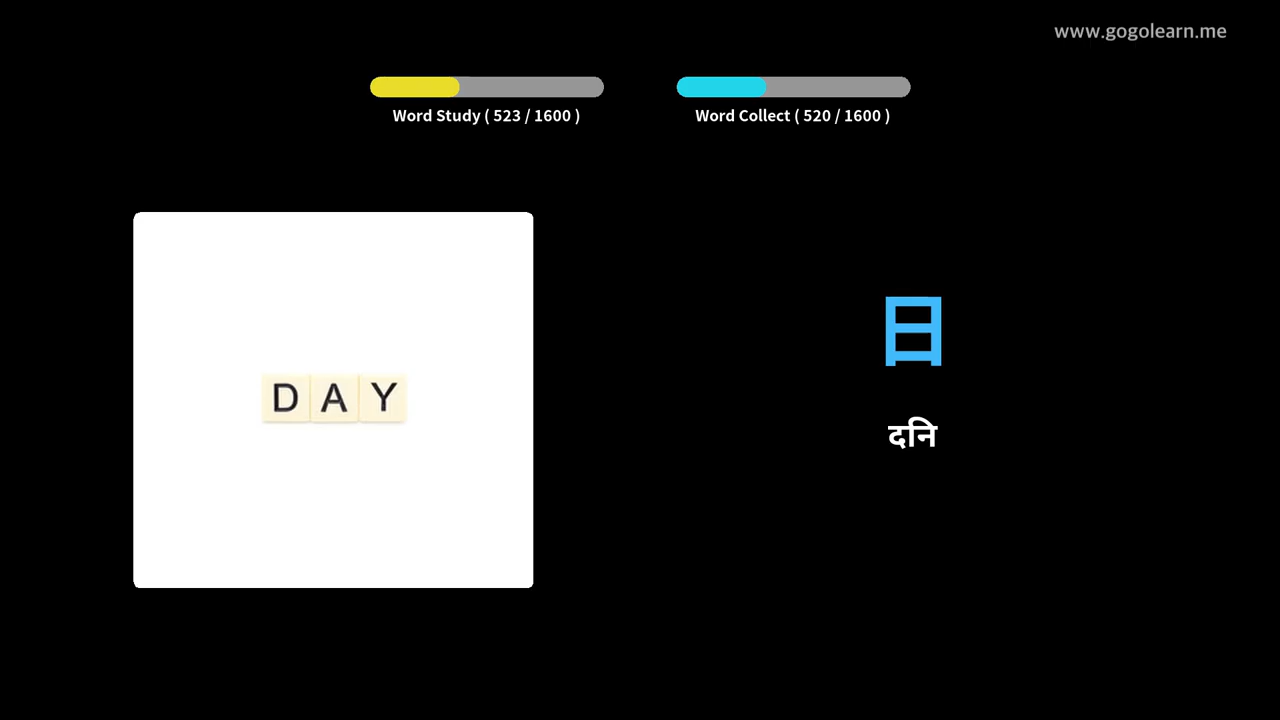 www.gogolearn.me
Word Study ( 523 / 1600 )
Word Collect ( 520 / 1600 )
DAY
日
दनि